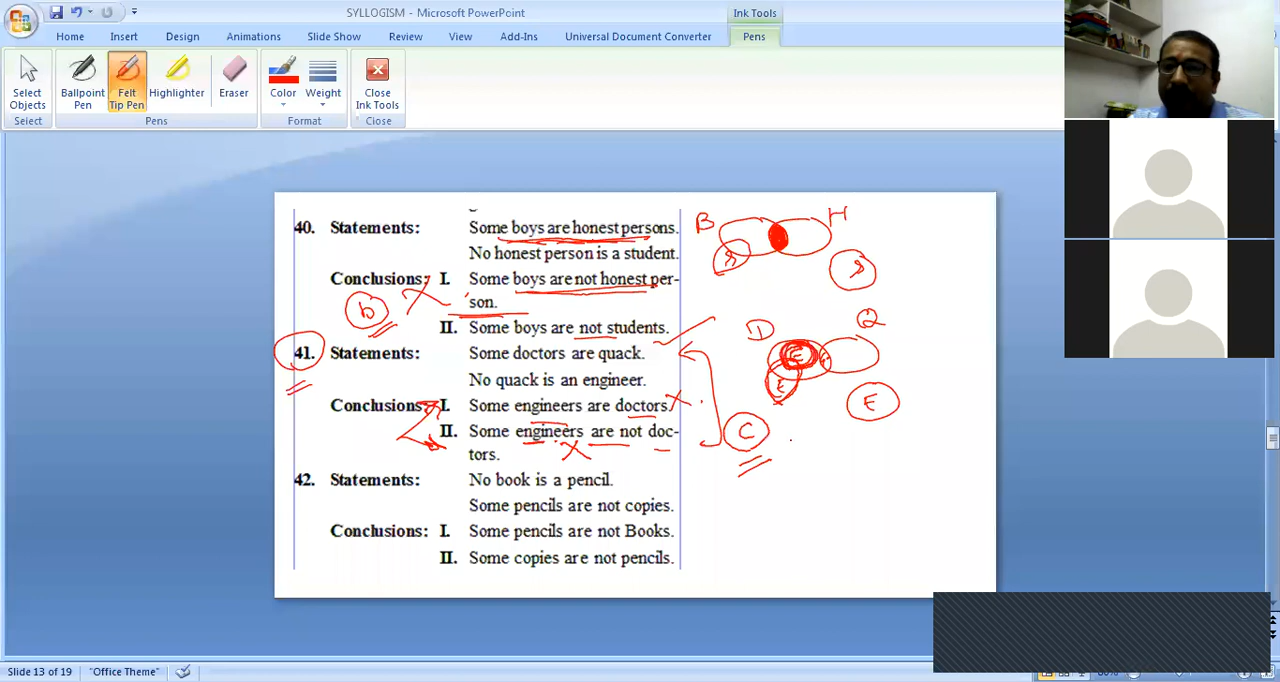 SYLLOGISM - Microsoft PowerPoint
Ink Tools
Home Insert Design Animations Slide Show Review View Add-Ins Universal Document Converter Pens
Select Objects
Ballpoint Pen
Felt Tip Pen
Highlighter
Eraser
Color
Weight
Close Ink Tools
Select Pens Format Close
40. Statements: Some boys are honest persons.
No honest person is a student.
Conclusions: I. Some boys are not honest per-
son.
II. Some boys are not students.
41. Statements: Some doctors are quack.
No quack is an engineer.
Conclusions: I. Some engineers are doctors.
II. Some engineers are not doc-
tors.
42. Statements: No book is a pencil.
Some pencils are not copies.
Conclusions: I. Some pencils are not Books.
II. Some copies are not pencils.
B H
b
D Q
E
E
E
C
Slide 13 of 19 "Office Theme"